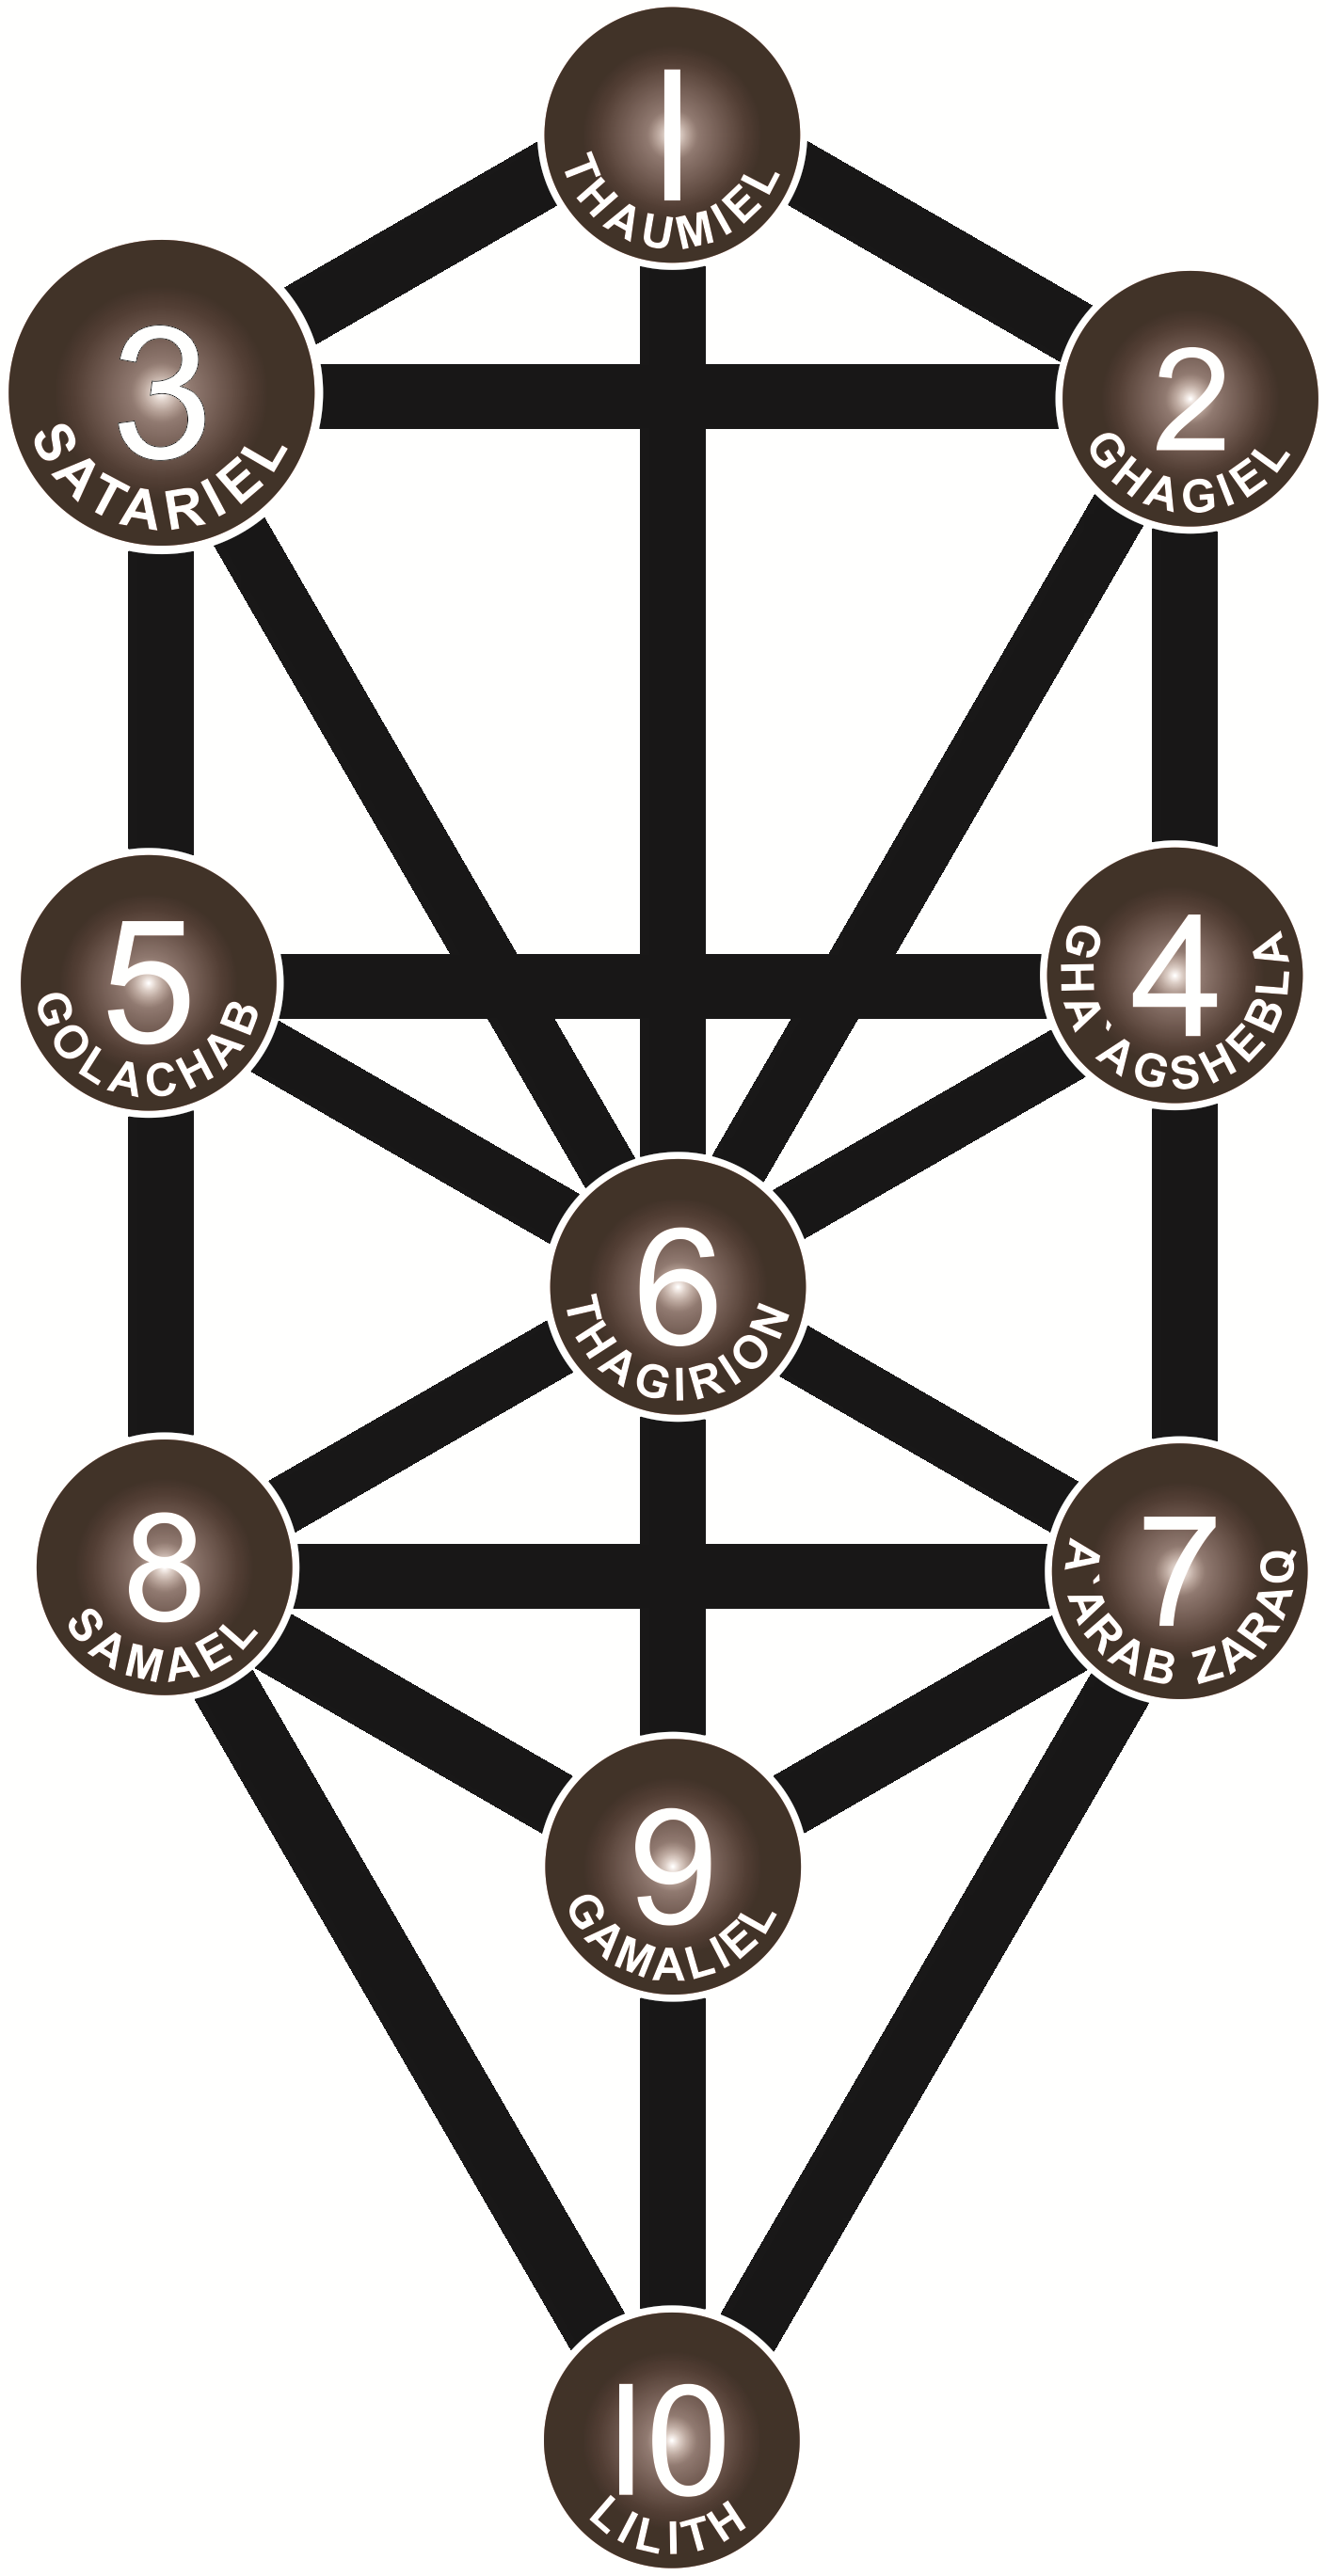 1
THAUMIEL
3
SATARIEL
2
GHAGIEL
5
GOLACHAB
4
GHA`AGSHEBLA
6
THAGIRION
8
SAMAEL
7
A`ARAB ZARAQ
9
GAMALIEL
10
LILITH